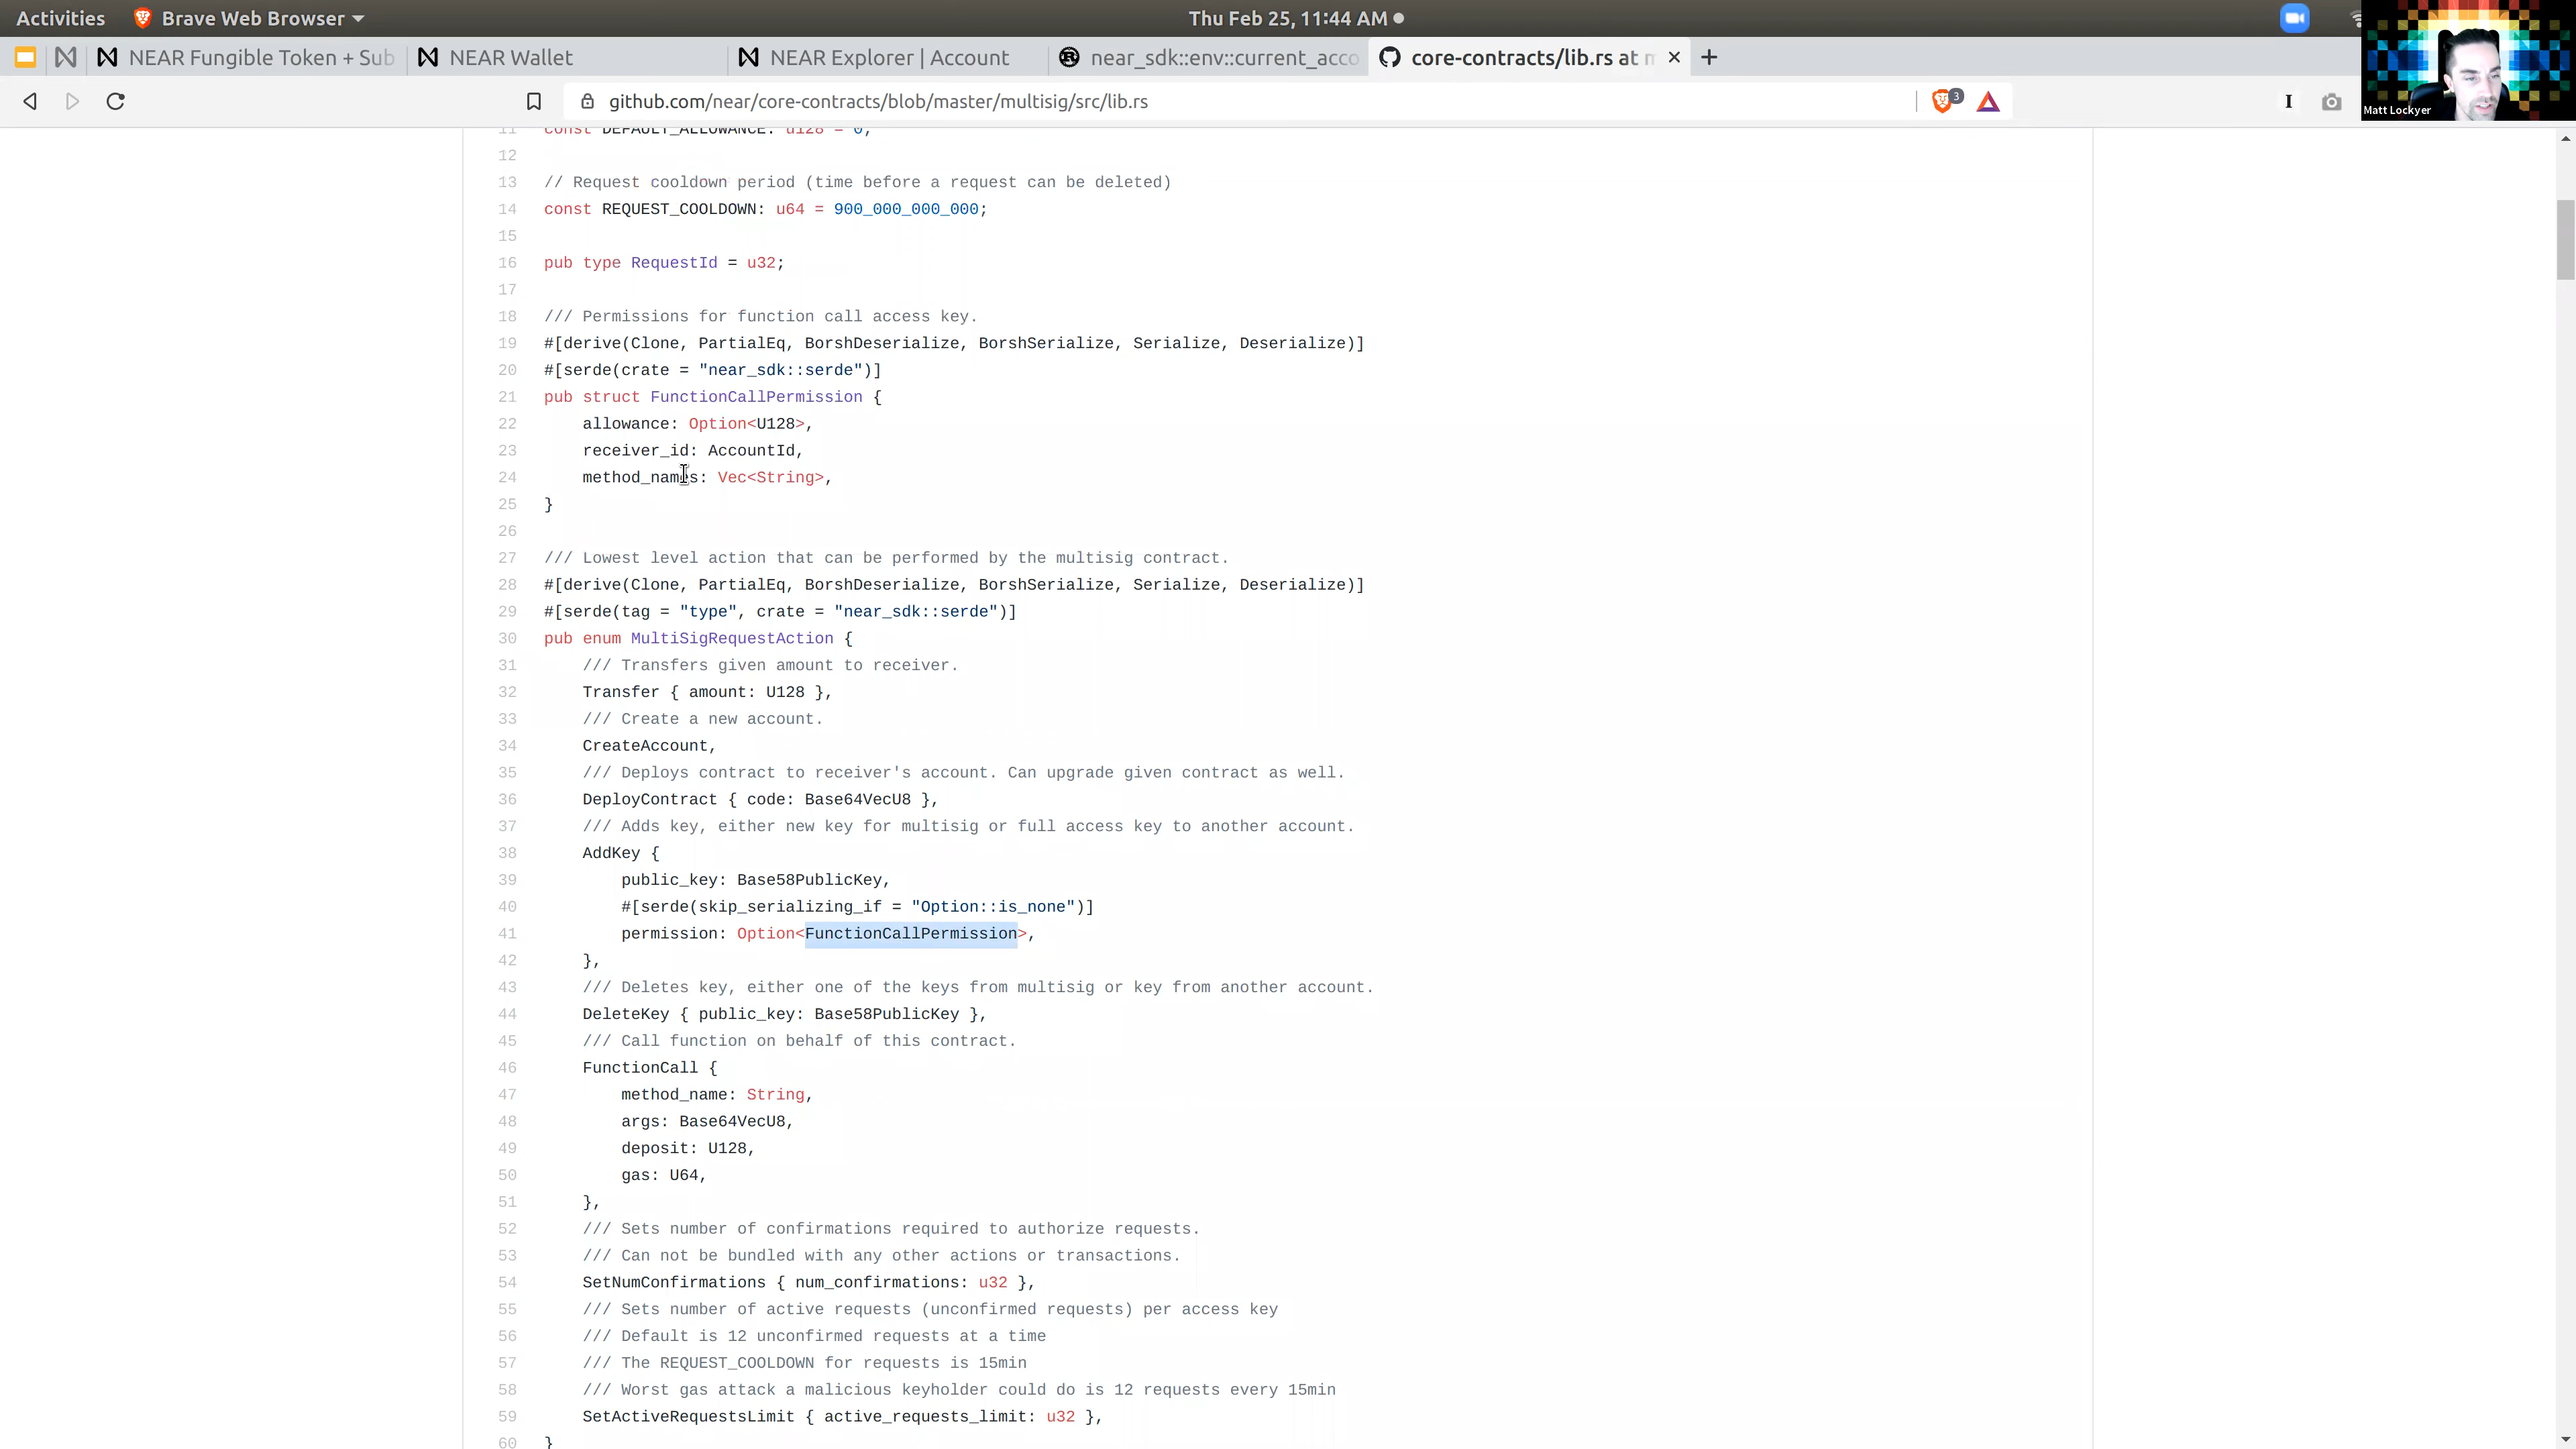 Activities
Brave Web Browser
Thu Feb 25, 11:44 AM
NEAR Fungible Token + Sub
NEAR Wallet
NEAR Explorer | Account
near_sdk::env::current_acco
core-contracts/lib.rs at m
github.com/near/core-contracts/blob/master/multisig/src/lib.rs
3
Matt Lockyer
11 const DEFAULT_ALLOWANCE: u128 = 0;
12
13 // Request cooldown period (time before a request can be deleted)
14 const REQUEST_COOLDOWN: u64 = 900_000_000_000;
15
16 pub type RequestId = u32;
17
18 /// Permissions for function call access key.
19 #[derive(Clone, PartialEq, BorshDeserialize, BorshSerialize, Serialize, Deserialize)]
20 #[serde(crate = "near_sdk::serde")]
21 pub struct FunctionCallPermission {
22 allowance: Option<U128>,
23 receiver_id: AccountId,
24 method_names: Vec<String>,
25 }
26
27 /// Lowest level action that can be performed by the multisig contract.
28 #[derive(Clone, PartialEq, BorshDeserialize, BorshSerialize, Serialize, Deserialize)]
29 #[serde(tag = "type", crate = "near_sdk::serde")]
30 pub enum MultiSigRequestAction {
31 /// Transfers given amount to receiver.
32 Transfer { amount: U128 },
33 /// Create a new account.
34 CreateAccount,
35 /// Deploys contract to receiver's account. Can upgrade given contract as well.
36 DeployContract { code: Base64VecU8 },
37 /// Adds key, either new key for multisig or full access key to another account.
38 AddKey {
39 public_key: Base58PublicKey,
40 #[serde(skip_serializing_if = "Option::is_none")]
41 permission: Option<FunctionCallPermission>,
42 },
43 /// Deletes key, either one of the keys from multisig or key from another account.
44 DeleteKey { public_key: Base58PublicKey },
45 /// Call function on behalf of this contract.
46 FunctionCall {
47 method_name: String,
48 args: Base64VecU8,
49 deposit: U128,
50 gas: U64,
51 },
52 /// Sets number of confirmations required to authorize requests.
53 /// Can not be bundled with any other actions or transactions.
54 SetNumConfirmations { num_confirmations: u32 },
55 /// Sets number of active requests (unconfirmed requests) per access key
56 /// Default is 12 unconfirmed requests at a time
57 /// The REQUEST_COOLDOWN for requests is 15min
58 /// Worst gas attack a malicious keyholder could do is 12 requests every 15min
59 SetActiveRequestsLimit { active_requests_limit: u32 },
60 }